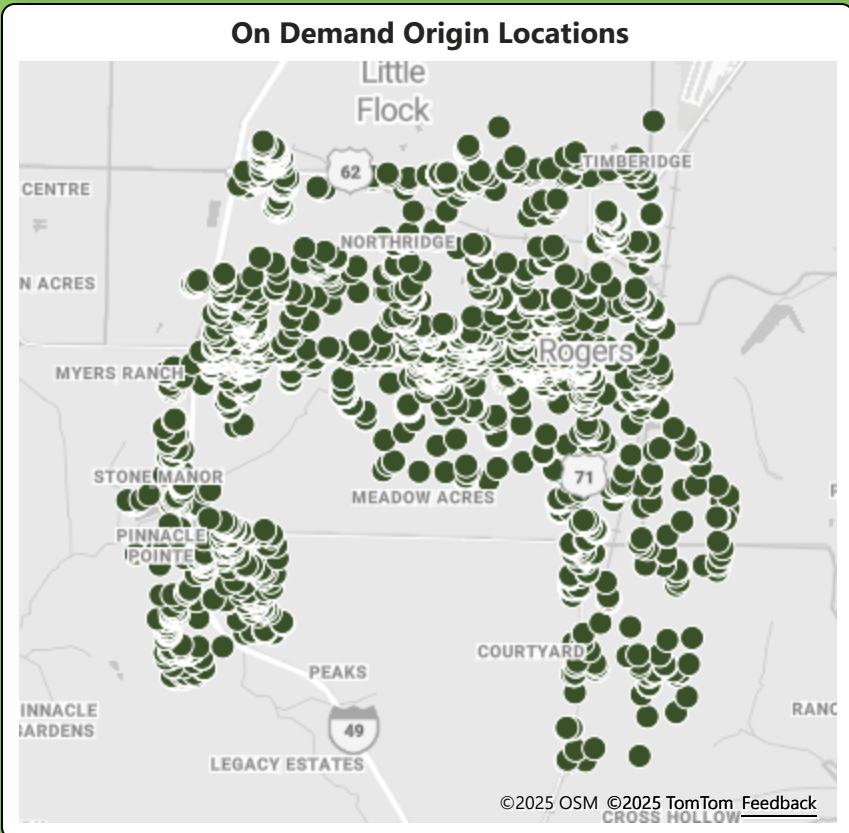 On Demand Origin Locations
Little
Flock
62
TIMBERIDGE
CENTRE
NORTHRIDGE
N ACRES
Rogers
MYERS RANCH
STONE MANOR
71
MEADOW ACRES
PINNACLE
POINTE
COURTYARD
PEAKS
INNACLE
GARDENS
RANC
49
LEGACY ESTATES
©2025 OSM ©2025 TomTom Feedback
CROSS HOLLOW